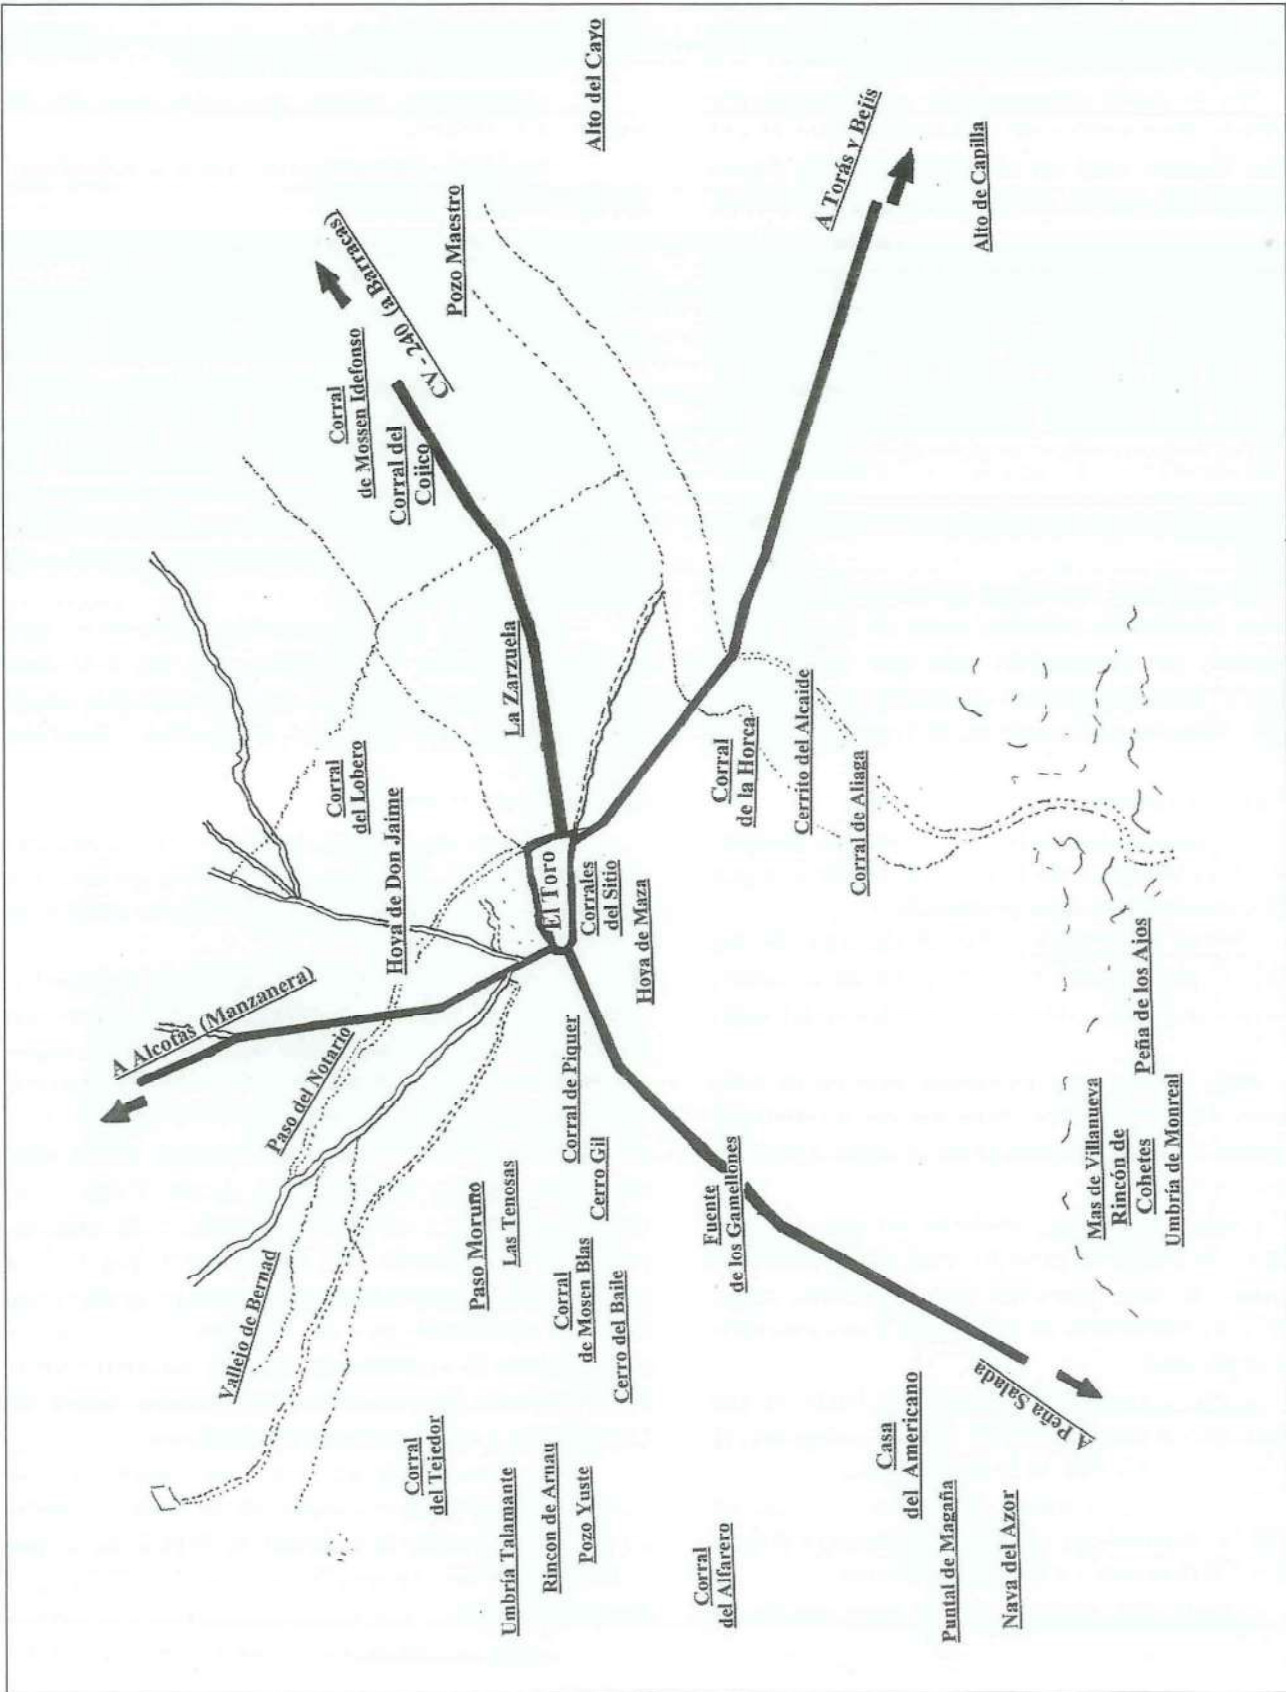 A Alcotas (Manzanera)
Paso del Notario
Vallejo de Bernad
Hoya de Don Jaime
Corral
del Lobero
Corral
de Mossen Idefonso
Corral del
Cojico
CV - 240 (a Barracas)
Pozo Maestro
Alto del Cayo
La Zarzuela
El Toro
Corrales
del Sitio
Hoya de Maza
A Torás y Bejís
Alto de Capilla
Corral
de la Horca
Cerrito del Alcaide
Corral de Aliaga
Corral
del Tejedor
Umbría Talamante
Rincon de Arnau
Pozo Yuste
Paso Moruño
Las Tenosas
Corral
de Mosen Blas
Cerro del Baile
Corral de Piquer
Cerro Gil
Fuente
de los Gamellones
Corral
del Alfarero
Casa
del Americano
Puntal de Magaña
Nava del Azor
A Peña Salada
Mas de Villanueva
Rincón de
Cohetes
Umbría de Monreal
Peña de los Ajos